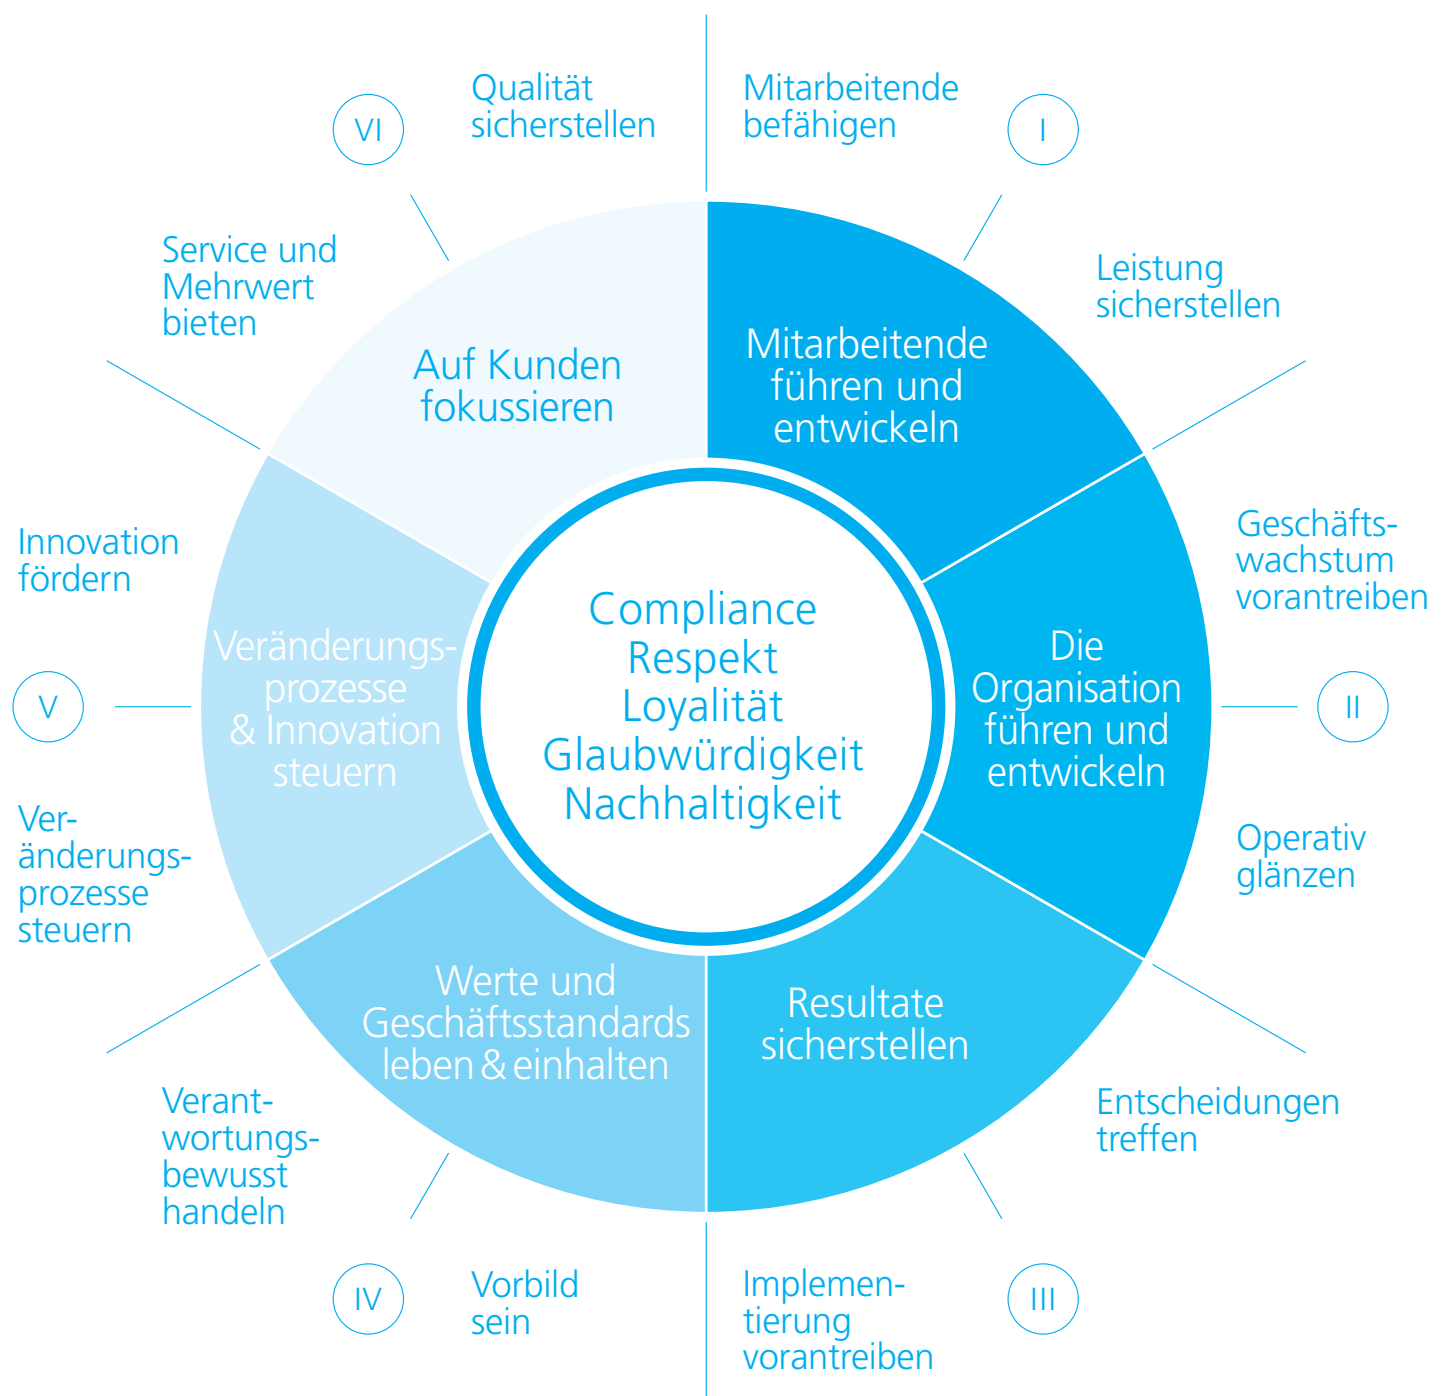 Qualität
sicherstellen
VI
Service und
Mehrwert
bieten
Auf Kunden
fokussieren
Mitarbeitende
befähigen
I
Leistung
sicherstellen
Mitarbeitende
führen und
entwickeln
Geschäfts-
wachstum
vorantreiben
II
Operativ
glänzen
Die
Organisation
führen und
entwickeln
Entscheidungen
treffen
III
Implemen-
tierung
vorantreiben
Resultate
sicherstellen
Vorbild
sein
IV
Verant-
wortungs-
bewusst
handeln
Werte und
Geschäftsstandards
leben & einhalten
Ver-
änderungs-
prozesse
steuern
V
Innovation
fördern
Veränderungs-
prozesse
& Innovation
steuern
Compliance
Respekt
Loyalität
Glaubwürdigkeit
Nachhaltigkeit